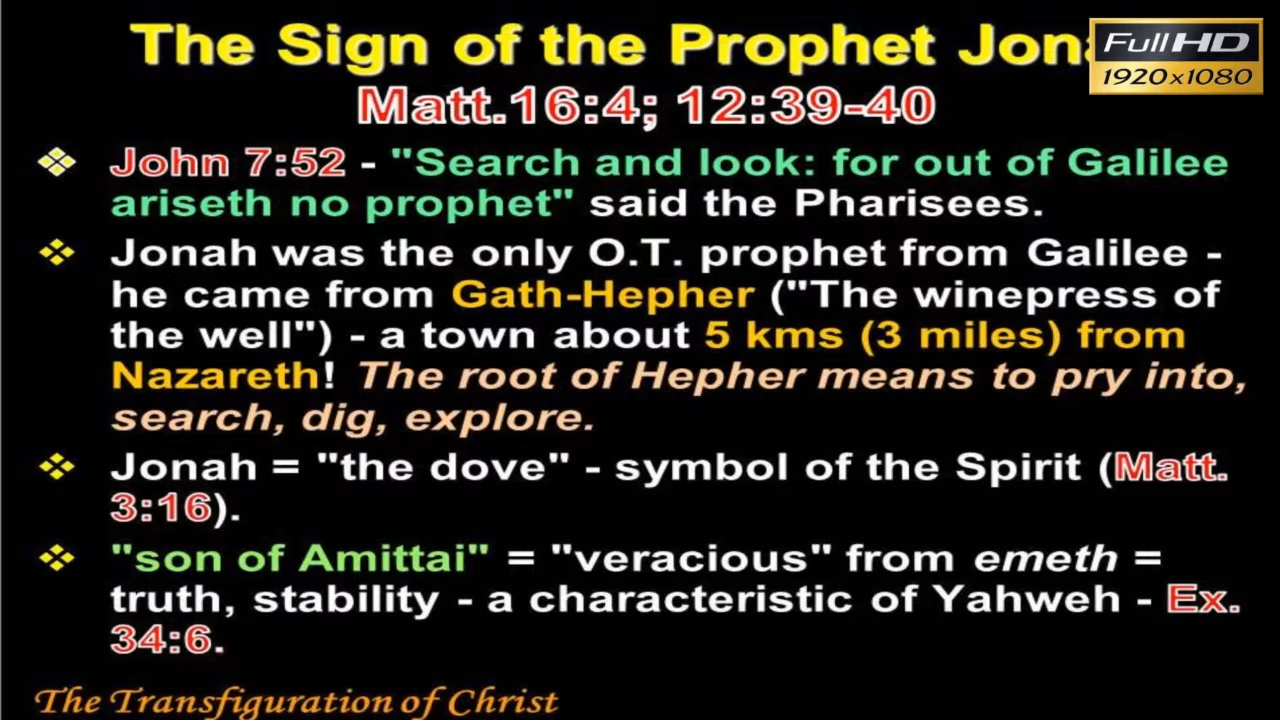 The Sign of the Prophet Jona
Full HD
1920x1080
Matt.16:4; 12:39-40
John 7:52 - "Search and look: for out of Galilee
ariseth no prophet" said the Pharisees.
Jonah was the only O.T. prophet from Galilee -
he came from Gath-Hepher ("The winepress of
the well") - a town about 5 kms (3 miles) from
Nazareth! The root of Hepher means to pry into,
search, dig, explore.
Jonah = "the dove" - symbol of the Spirit (Matt.
3:16).
"son of Amittai" = "veracious" from emeth =
truth, stability - a characteristic of Yahweh - Ex.
34:6.
The Transfiguration of Christ